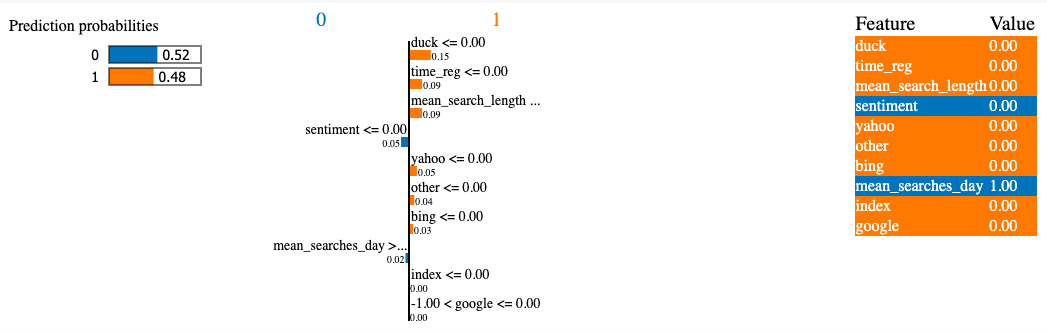 Prediction probabilities
0 0.52
1 0.48
0 1
duck <= 0.00
0.15
time_reg <= 0.00
0.09
mean_search_length ...
0.09
sentiment <= 0.00
0.05
yahoo <= 0.00
0.05
other <= 0.00
0.04
bing <= 0.00
0.03
mean_searches_day >...
0.02
index <= 0.00
0.00
-1.00 < google <= 0.00
0.00
Feature Value
duck 0.00
time_reg 0.00
mean_search_length 0.00
sentiment 0.00
yahoo 0.00
other 0.00
bing 0.00
mean_searches_day 1.00
index 0.00
google 0.00